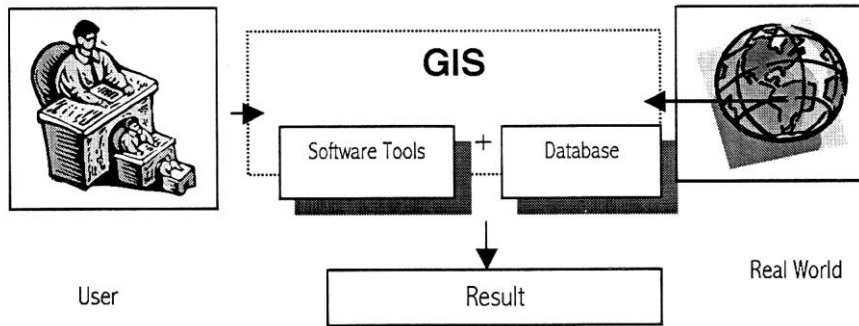 GIS
Software Tools
+
Database
User
Result
Real World